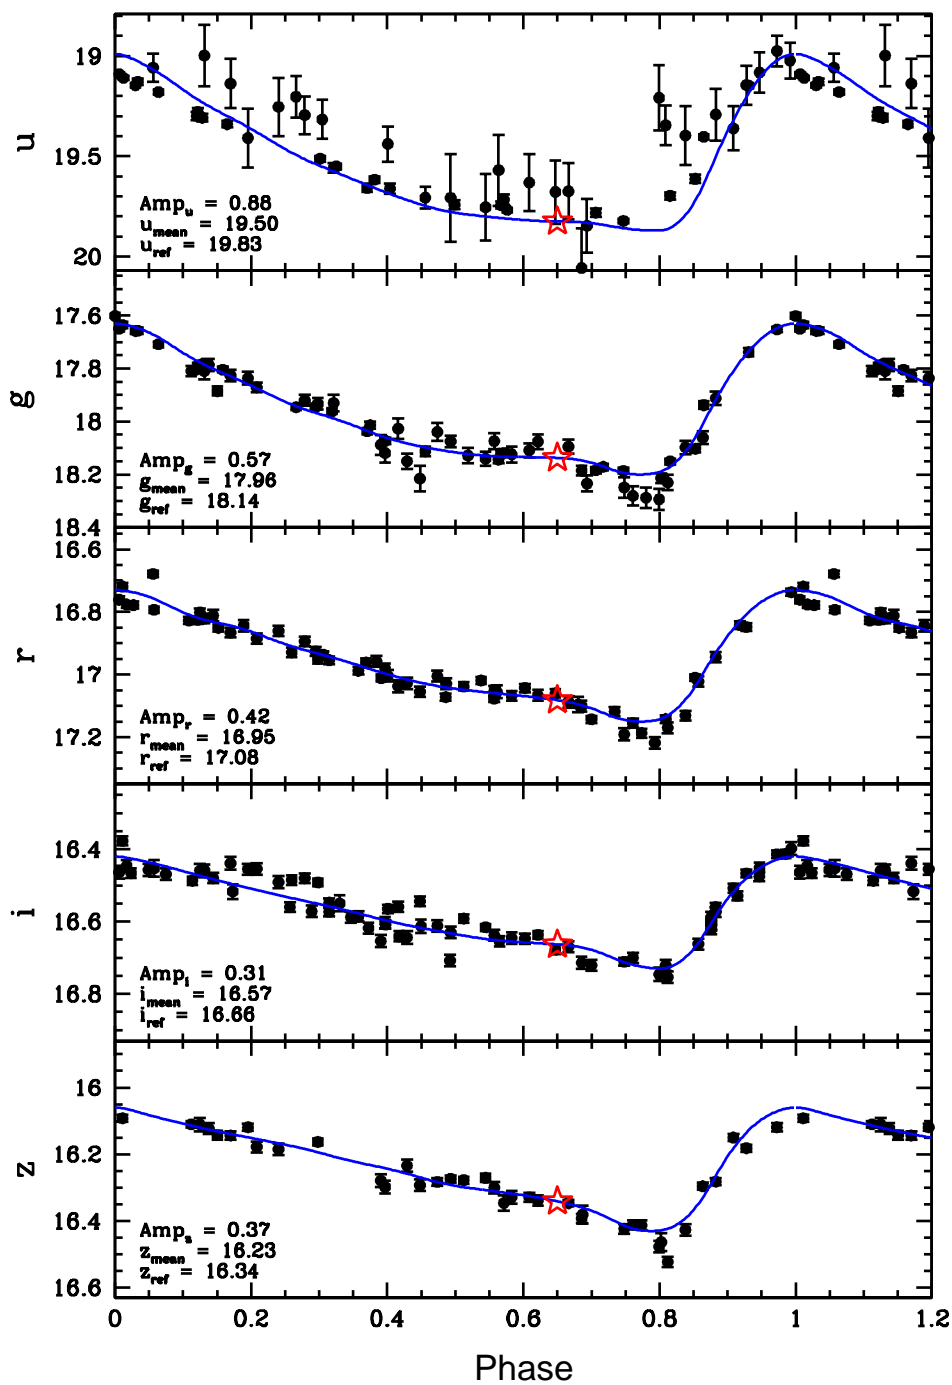 19
19.5
20
u
Amp_u = 0.88
u_mean = 19.50
u_ref = 19.83
17.6
17.8
18
18.2
18.4
g
Amp_g = 0.57
g_mean = 17.96
g_ref = 18.14
16.6
16.8
17
17.2
r
Amp_r = 0.42
r_mean = 16.95
r_ref = 17.08
16.4
16.6
16.8
i
Amp_i = 0.31
i_mean = 16.57
i_ref = 16.66
16
16.2
16.4
16.6
z
Amp_z = 0.37
z_mean = 16.23
z_ref = 16.34
0 0.2 0.4 0.6 0.8 1 1.2
Phase